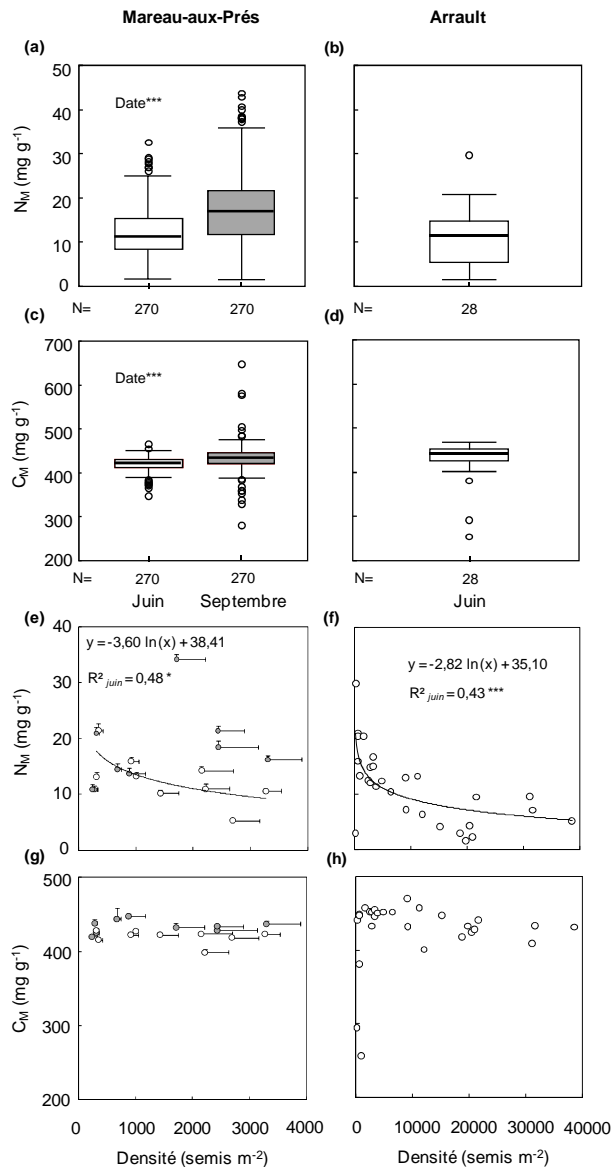 Mareau-aux-Prés Arrault
(a) (b)
50
40
30
20
10
0
N_M (mg g⁻¹)
Date***
N= 270 270 N= 28
(c) (d)
700
600
500
400
300
200
C_M (mg g⁻¹)
Date***
N= 270 270 N= 28
Juin Septembre Juin
(e) (f)
40
30
20
10
0
N_M (mg g⁻¹)
y = -3,60 ln(x) + 38,41
R² juin = 0,48 *
y = -2,82 ln(x) + 35,10
R² juin = 0,43 ***
(g) (h)
500
400
300
200
C_M (mg g⁻¹)
0 1000 2000 3000 4000 0 10000 20000 30000 40000
Densité (semis m⁻²) Densité (semis m⁻²)